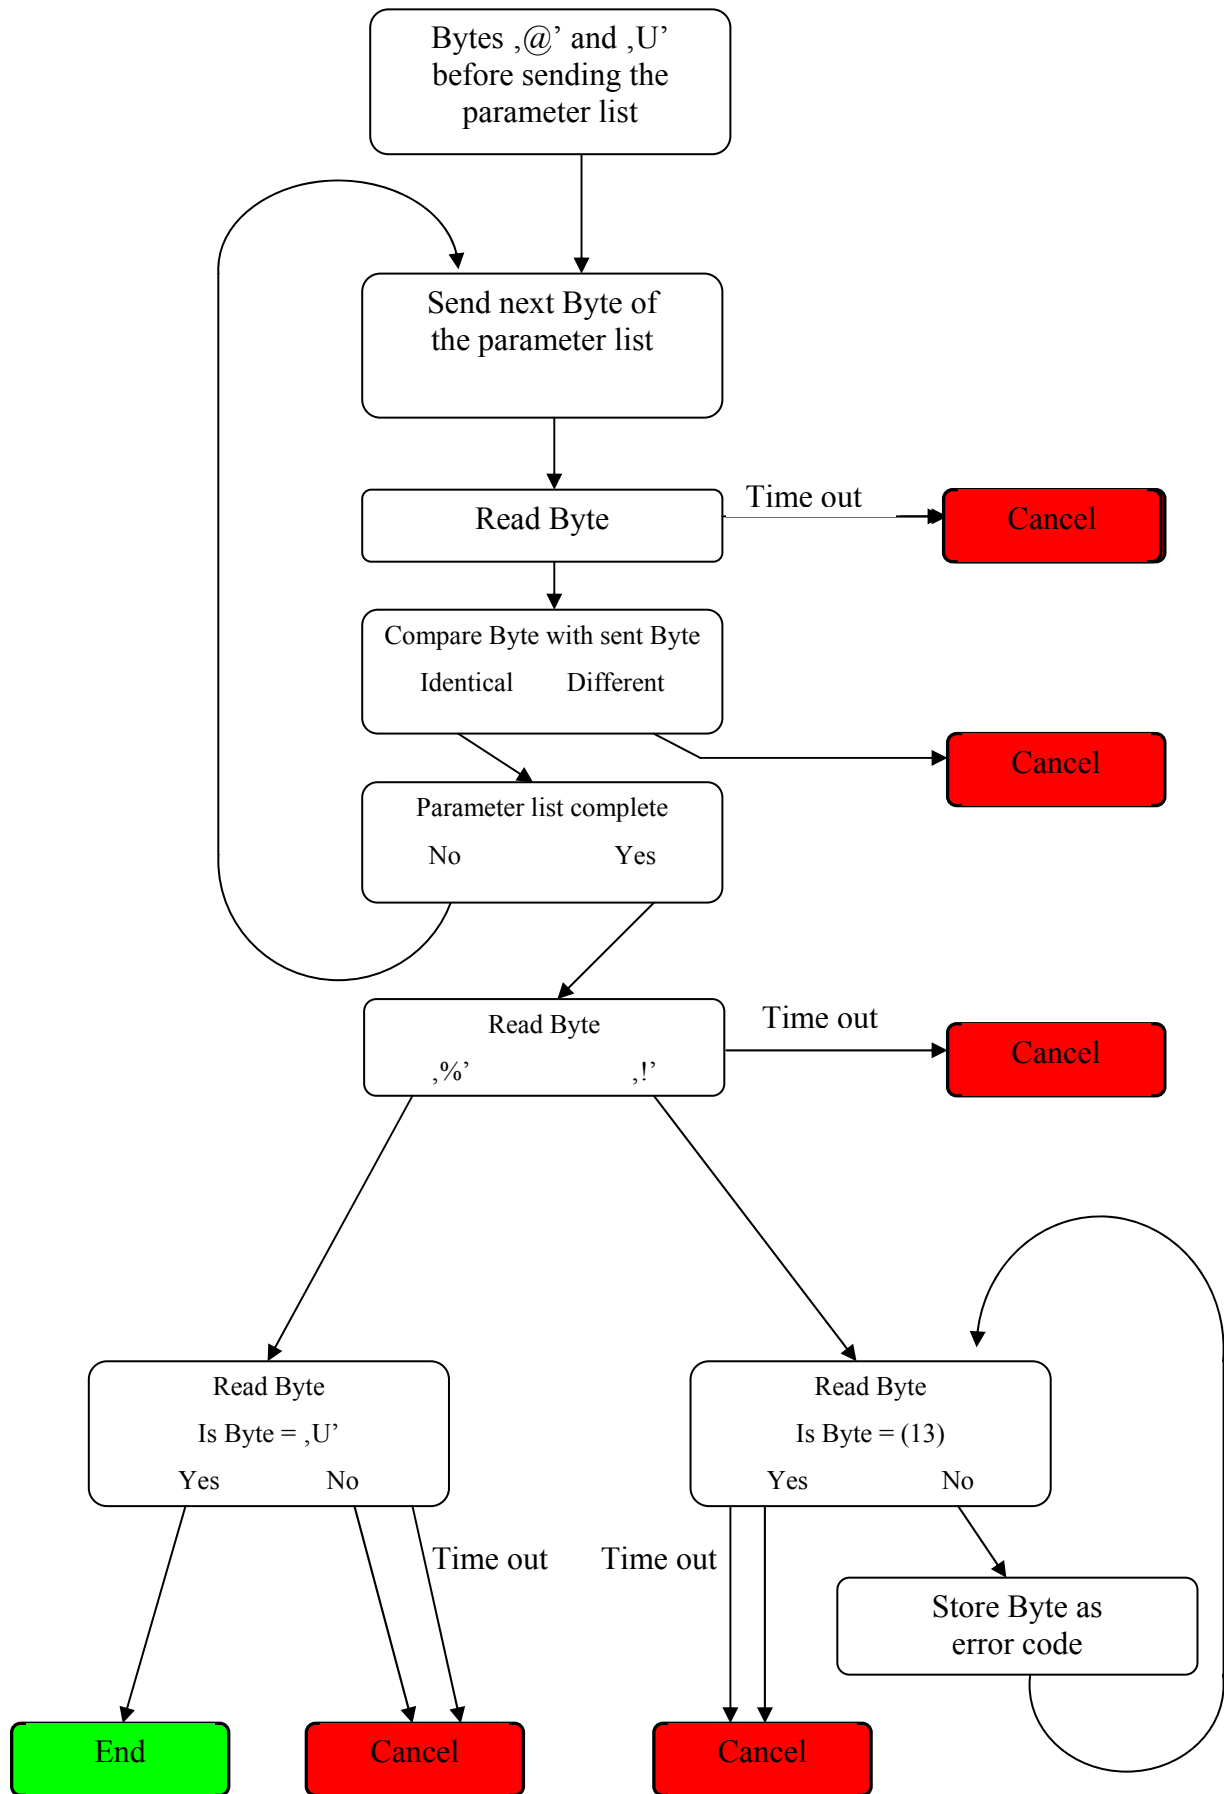 Bytes ‚@’ and ‚U’
before sending the
parameter list
Send next Byte of
the parameter list
Read Byte
Time out
Cancel
Compare Byte with sent Byte
Identical Different
Cancel
Parameter list complete
No Yes
Read Byte
‚%’ ‚!’
Time out
Cancel
Read Byte
Is Byte = ‚U’
Yes No
Read Byte
Is Byte = (13)
Yes No
Time out
Time out
Store Byte as
error code
End
Cancel
Cancel